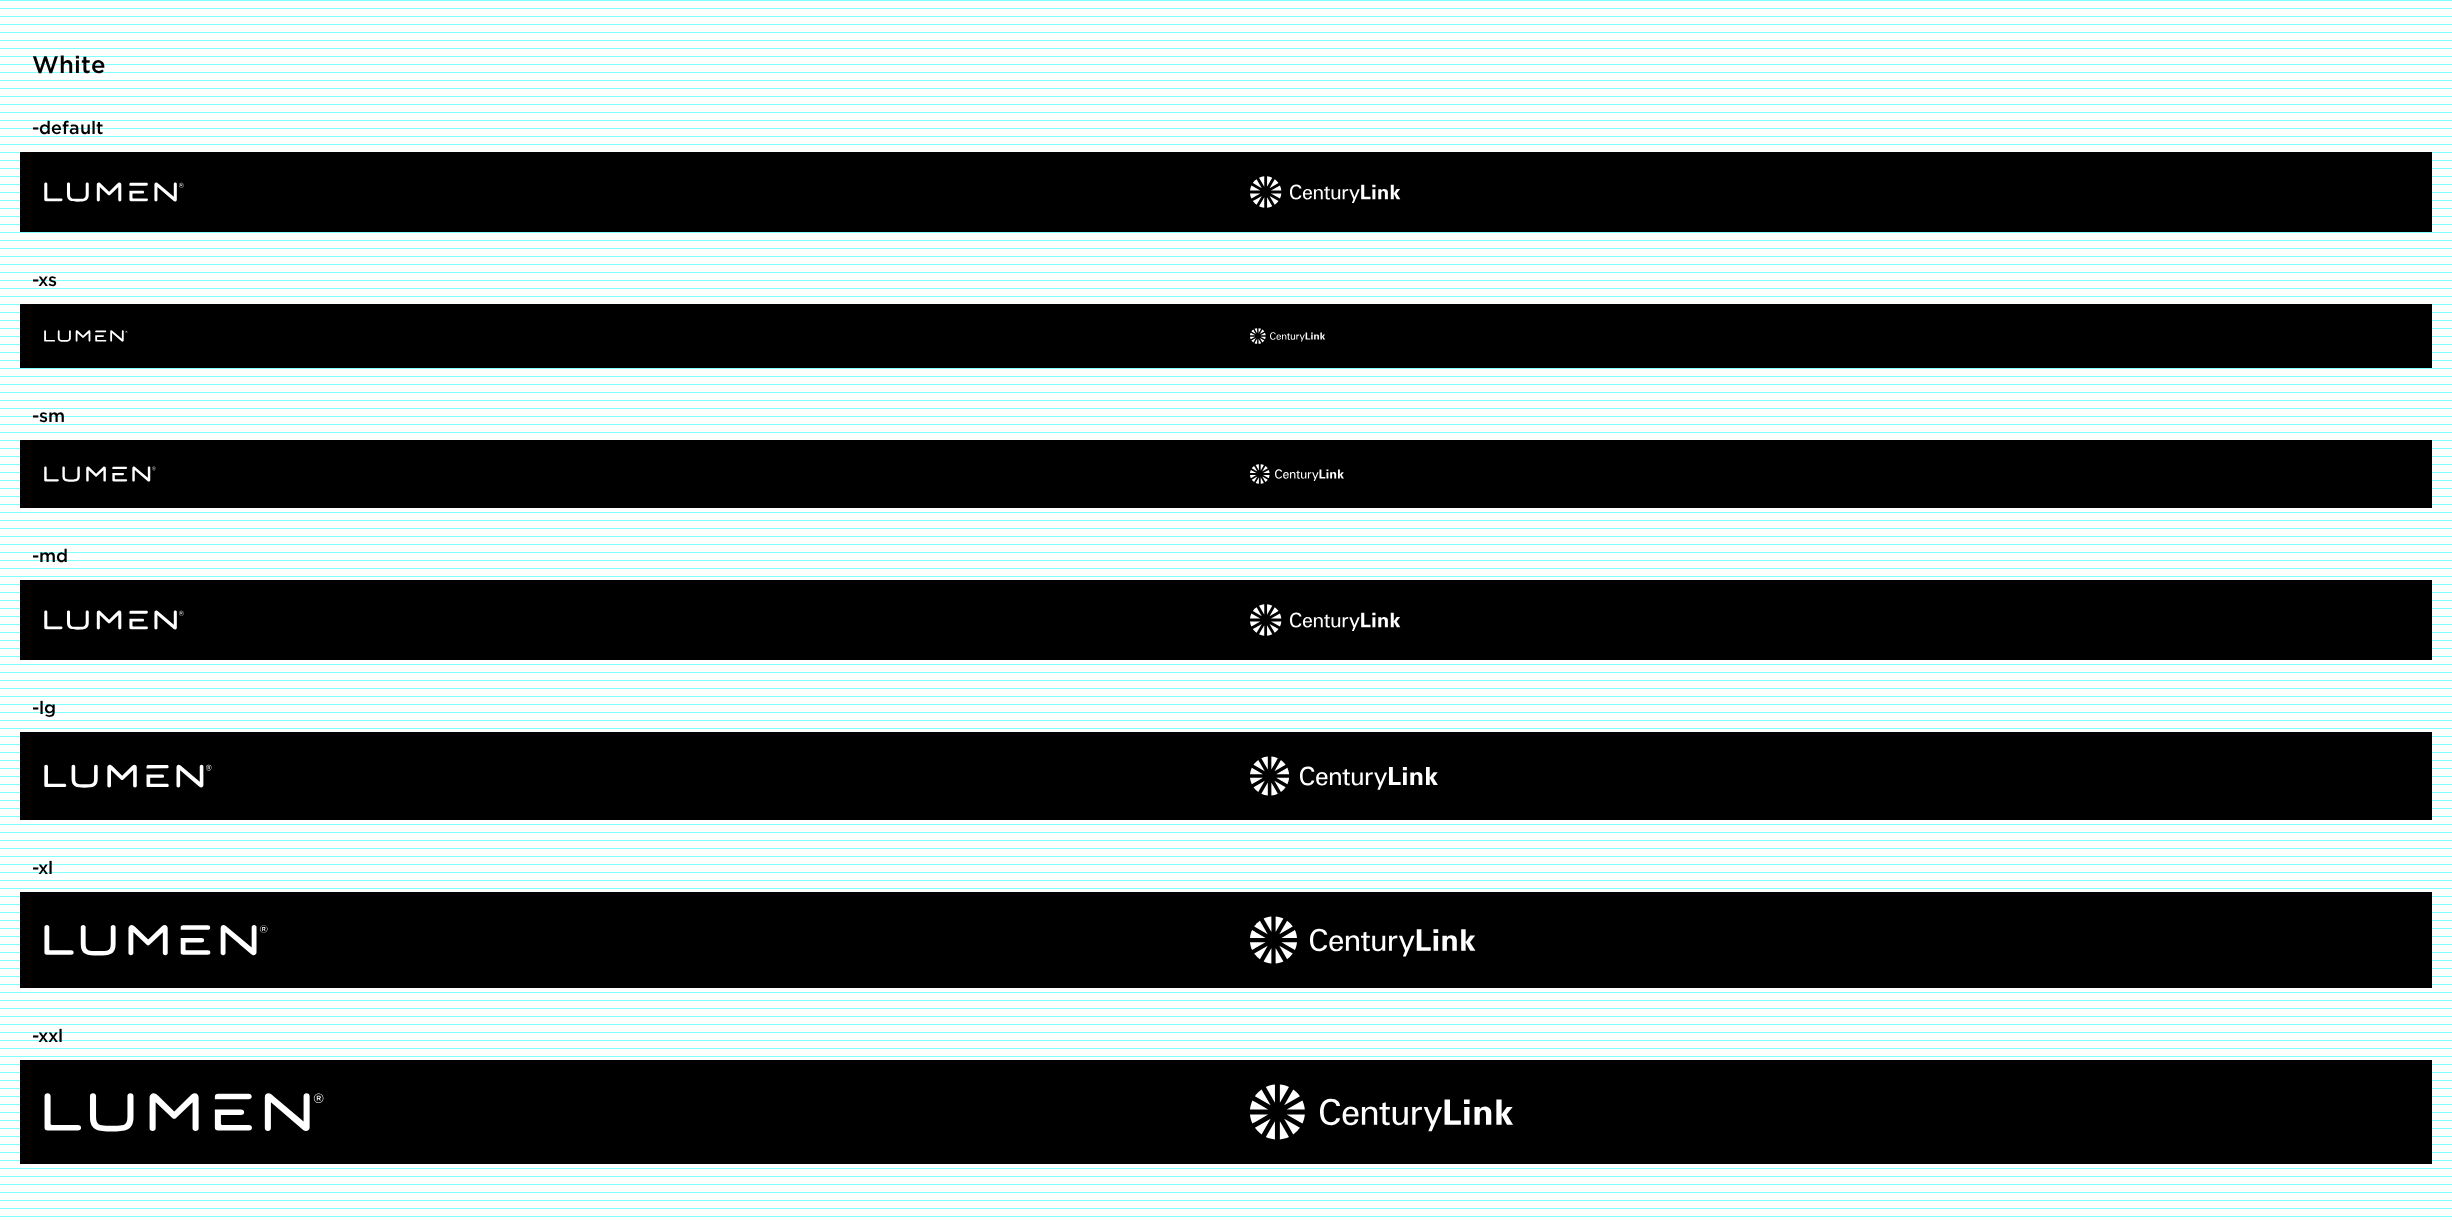 White
-default
LUMEN® CenturyLink
-xs
LUMEN CenturyLink
-sm
LUMEN® CenturyLink
-md
LUMEN® CenturyLink
-lg
LUMEN® CenturyLink
-xl
LUMEN® CenturyLink
-xxl
LUMEN® CenturyLink